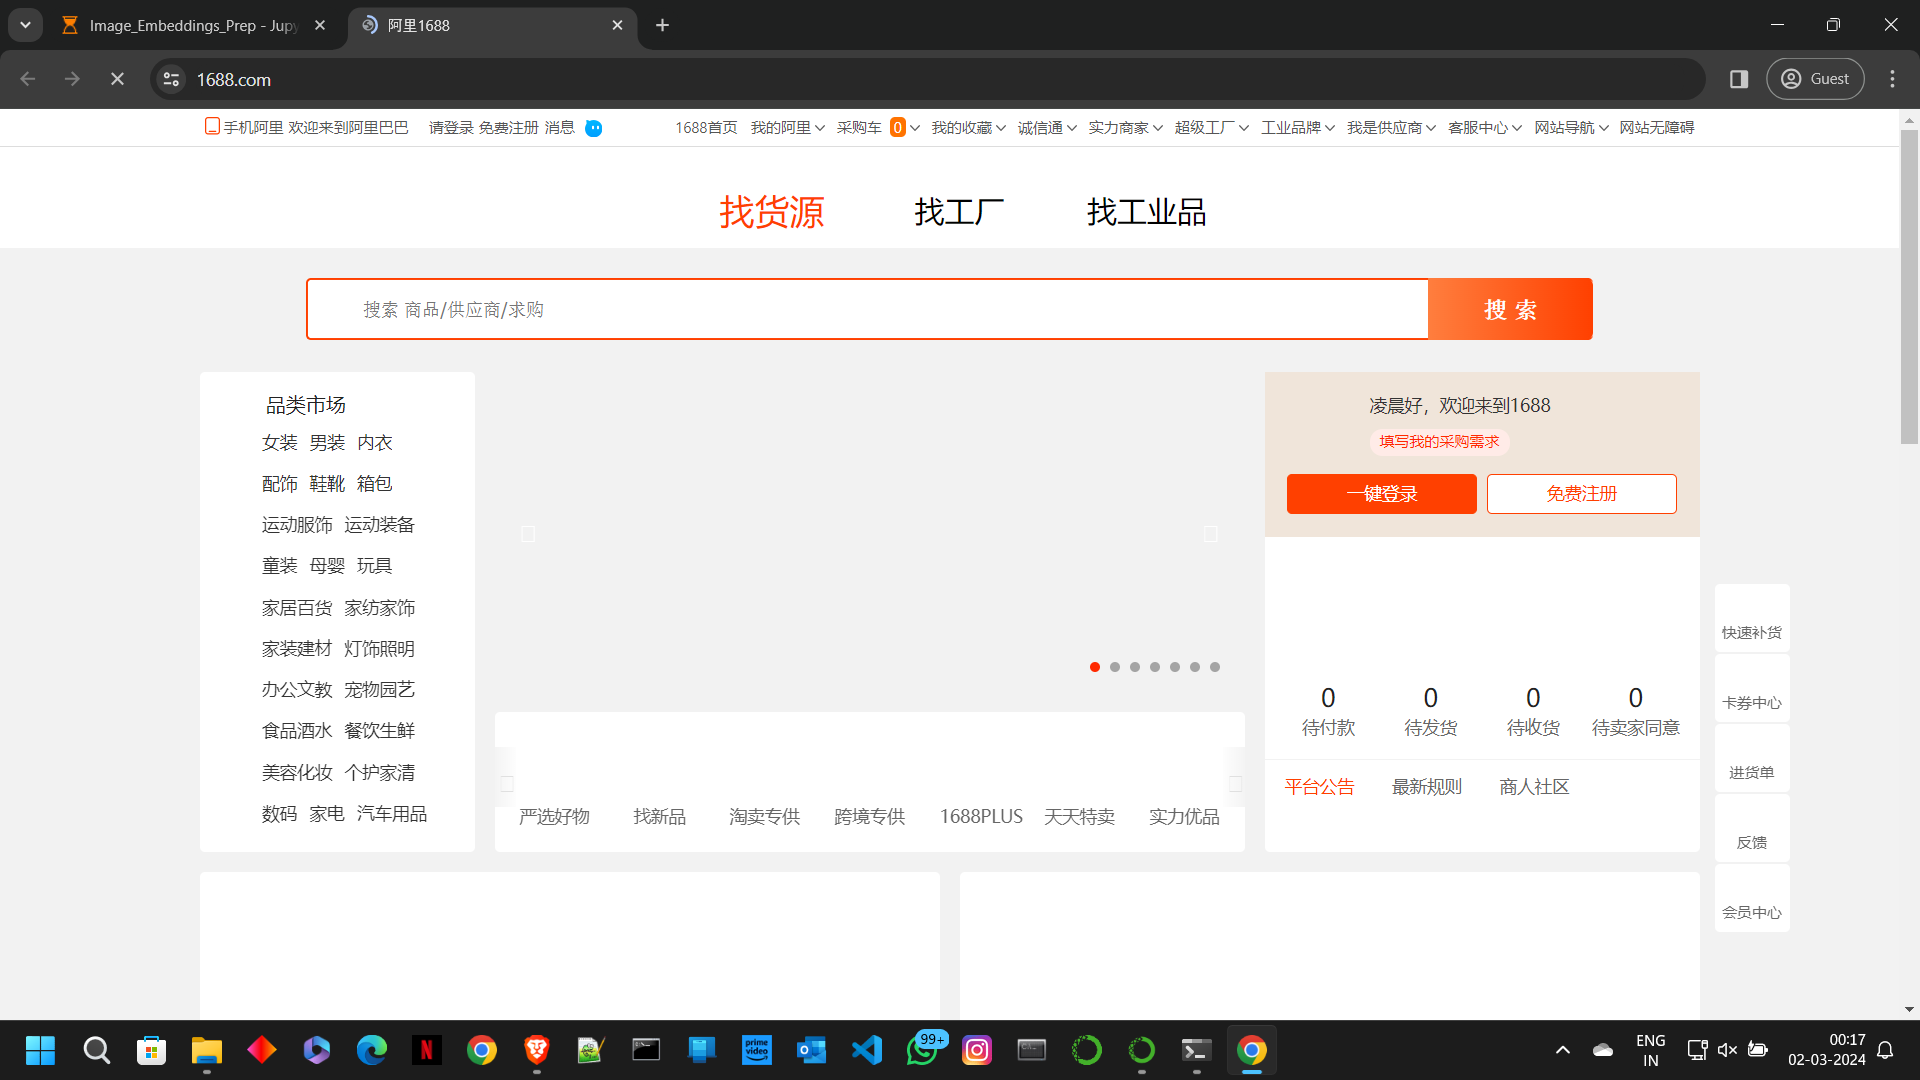 Image_Embeddings_Prep - Jupy
阿里1688
1688.com
Guest
手机阿里 欢迎来到阿里巴巴 请登录 免费注册 消息 1688首页 我的阿里 采购车 0 我的收藏 诚信通 实力商家 超级工厂 工业品牌 我是供应商 客服中心 网站导航 网站无障碍
找货源 找工厂 找工业品
搜索 商品/供应商/求购
搜 索
品类市场
女装 男装 内衣
配饰 鞋靴 箱包
运动服饰 运动装备
童装 母婴 玩具
家居百货 家纺家饰
家装建材 灯饰照明
办公文教 宠物园艺
食品酒水 餐饮生鲜
美容化妆 个护家清
数码 家电 汽车用品
严选好物 找新品 淘卖专供 跨境专供 1688PLUS 天天特卖 实力优品
凌晨好，欢迎来到1688
填写我的采购需求
一键登录 免费注册
0 0 0 0
待付款 待发货 待收货 待卖家同意
平台公告 最新规则 商人社区
快速补货
卡券中心
进货单
反馈
会员中心
N
prime video
99+
ENG
IN
00:17
02-03-2024